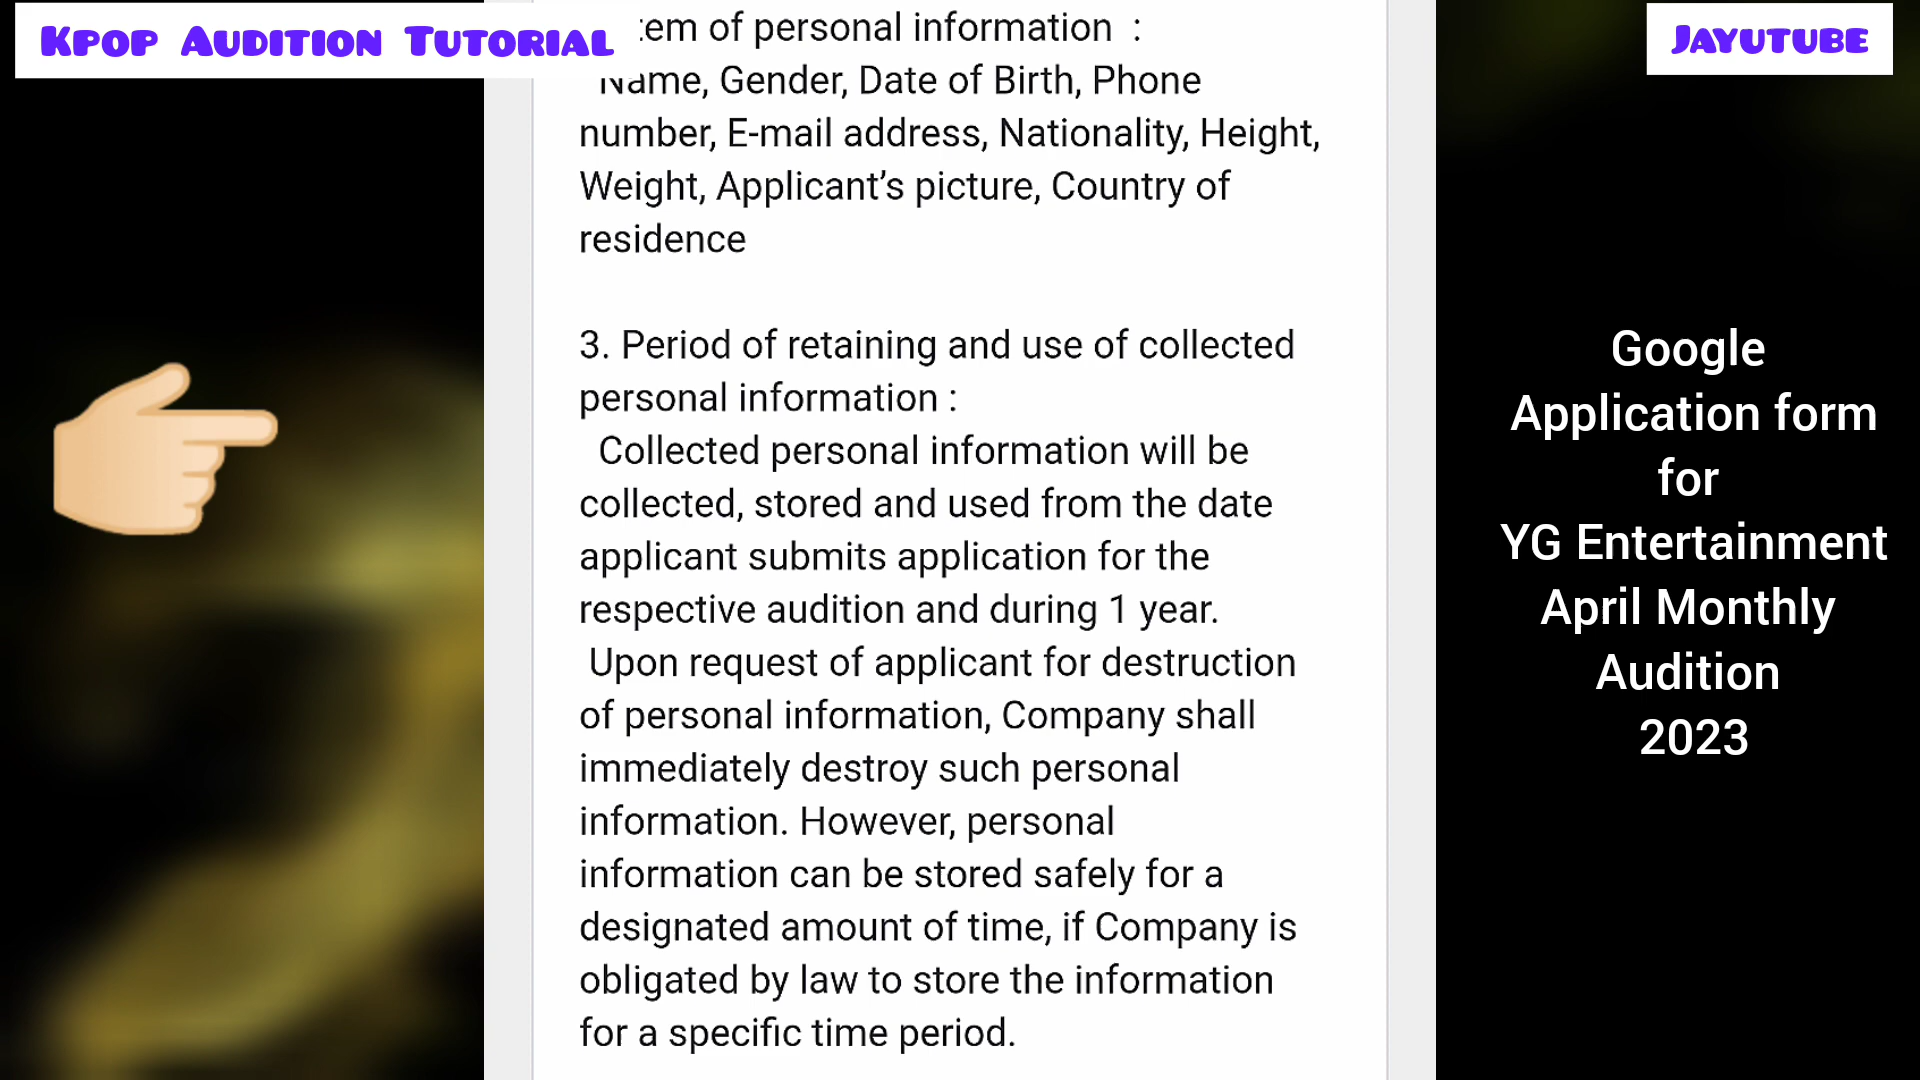 Kpop Audition Tutorial
Jayutube
of personal information :
Name, Gender, Date of Birth, Phone
number, E-mail address, Nationality, Height,
Weight, Applicant’s picture, Country of
residence
3. Period of retaining and use of collected
personal information :
Collected personal information will be
collected, stored and used from the date
applicant submits application for the
respective audition and during 1 year.
Upon request of applicant for destruction
of personal information, Company shall
immediately destroy such personal
information. However, personal
information can be stored safely for a
designated amount of time, if Company is
obligated by law to store the information
for a specific time period.
Google
Application form
for
YG Entertainment
April Monthly
Audition
2023